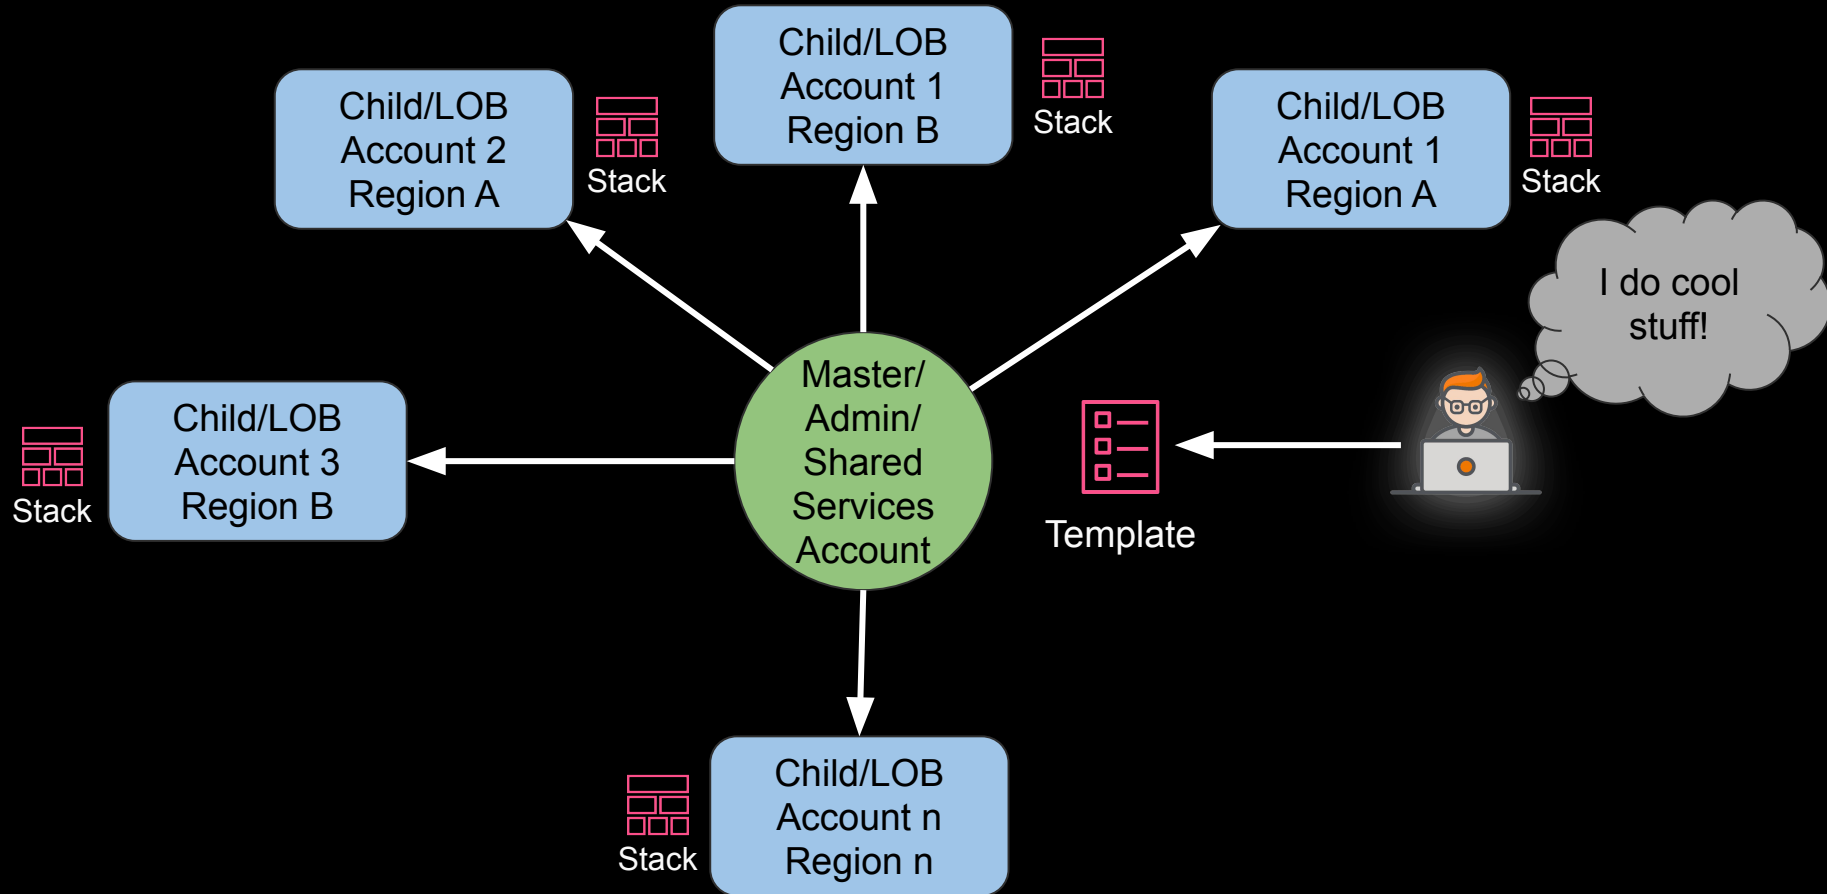 Child/LOB
Account 1
Region B
Stack
Child/LOB
Account 2
Region A
Stack
Child/LOB
Account 1
Region A
Stack
I do cool
stuff!
Master/
Admin/
Shared
Services
Account
Child/LOB
Account 3
Region B
Stack
Template
Child/LOB
Account n
Region n
Stack